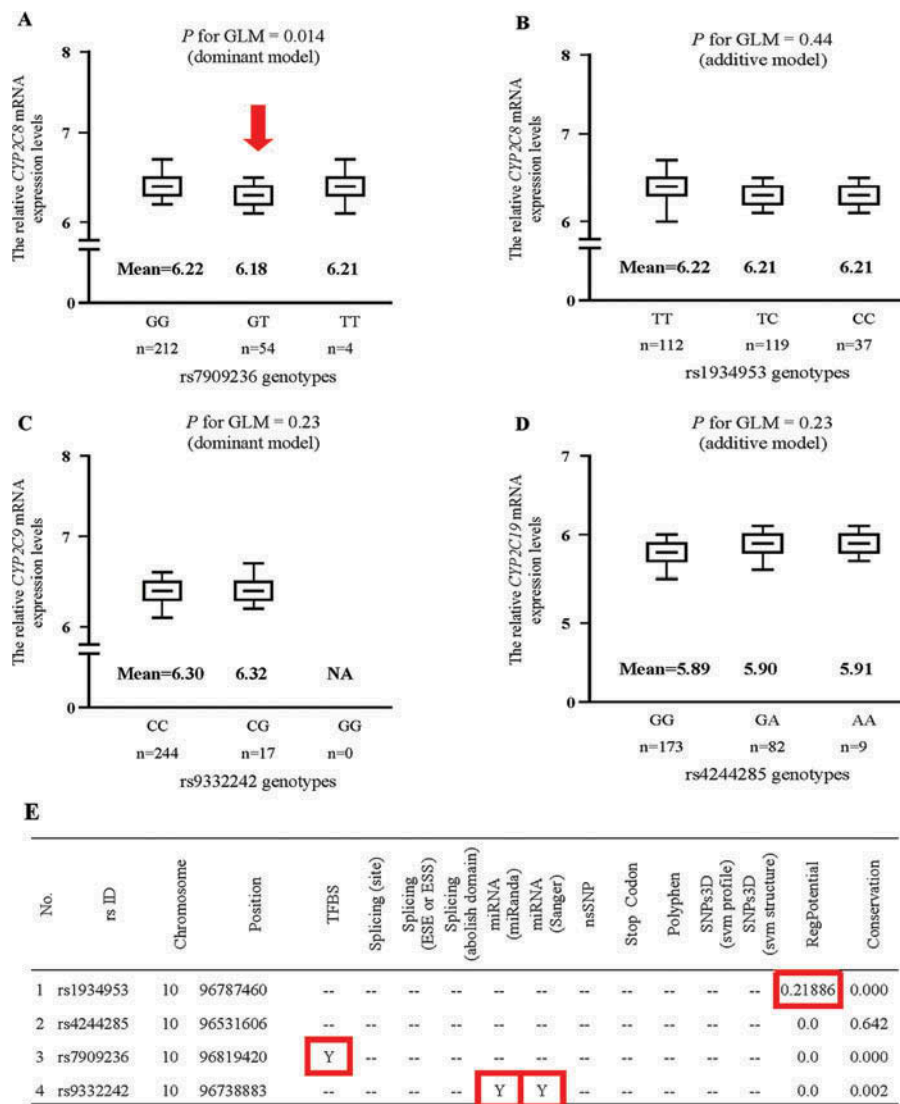 A
P for GLM = 0.014
(dominant model)
The relative CYP2C8 mRNA
expression levels
8
7
6
0
Mean=6.22 6.18 6.21
GG GT TT
n=212 n=54 n=4
rs7909236 genotypes
B
P for GLM = 0.44
(additive model)
The relative CYP2C8 mRNA
expression levels
8
7
6
0
Mean=6.22 6.21 6.21
TT TC CC
n=112 n=119 n=37
rs1934953 genotypes
C
P for GLM = 0.23
(dominant model)
The relative CYP2C9 mRNA
expression levels
8
7
6
0
Mean=6.30 6.32 NA
CC CG GG
n=244 n=17 n=0
rs9332242 genotypes
D
P for GLM = 0.23
(additive model)
The relative CYP2C19 mRNA
expression levels
7
6
5
0
Mean=5.89 5.90 5.91
GG GA AA
n=173 n=82 n=9
rs4244285 genotypes
E
No.
rs ID
Chromosome
Position
TFBS
Splicing (site)
Splicing
(ESE or ESS)
Splicing
(abolish domain)
miRNA
(miRanda)
miRNA
(Sanger)
nsSNP
Stop Codon
Polyphen
SNPs3D
(svm profile)
SNPs3D
(svm structure)
RegPotential
Conservation
1 rs1934953 10 96787460 -- -- -- -- -- -- -- -- -- -- -- 0.21886 0.000
2 rs4244285 10 96531606 -- -- -- -- -- -- -- -- -- -- -- 0.0 0.642
3 rs7909236 10 96819420 Y -- -- -- -- -- -- -- -- -- -- 0.0 0.000
4 rs9332242 10 96738883 -- -- -- -- Y Y -- -- -- -- -- 0.0 0.002